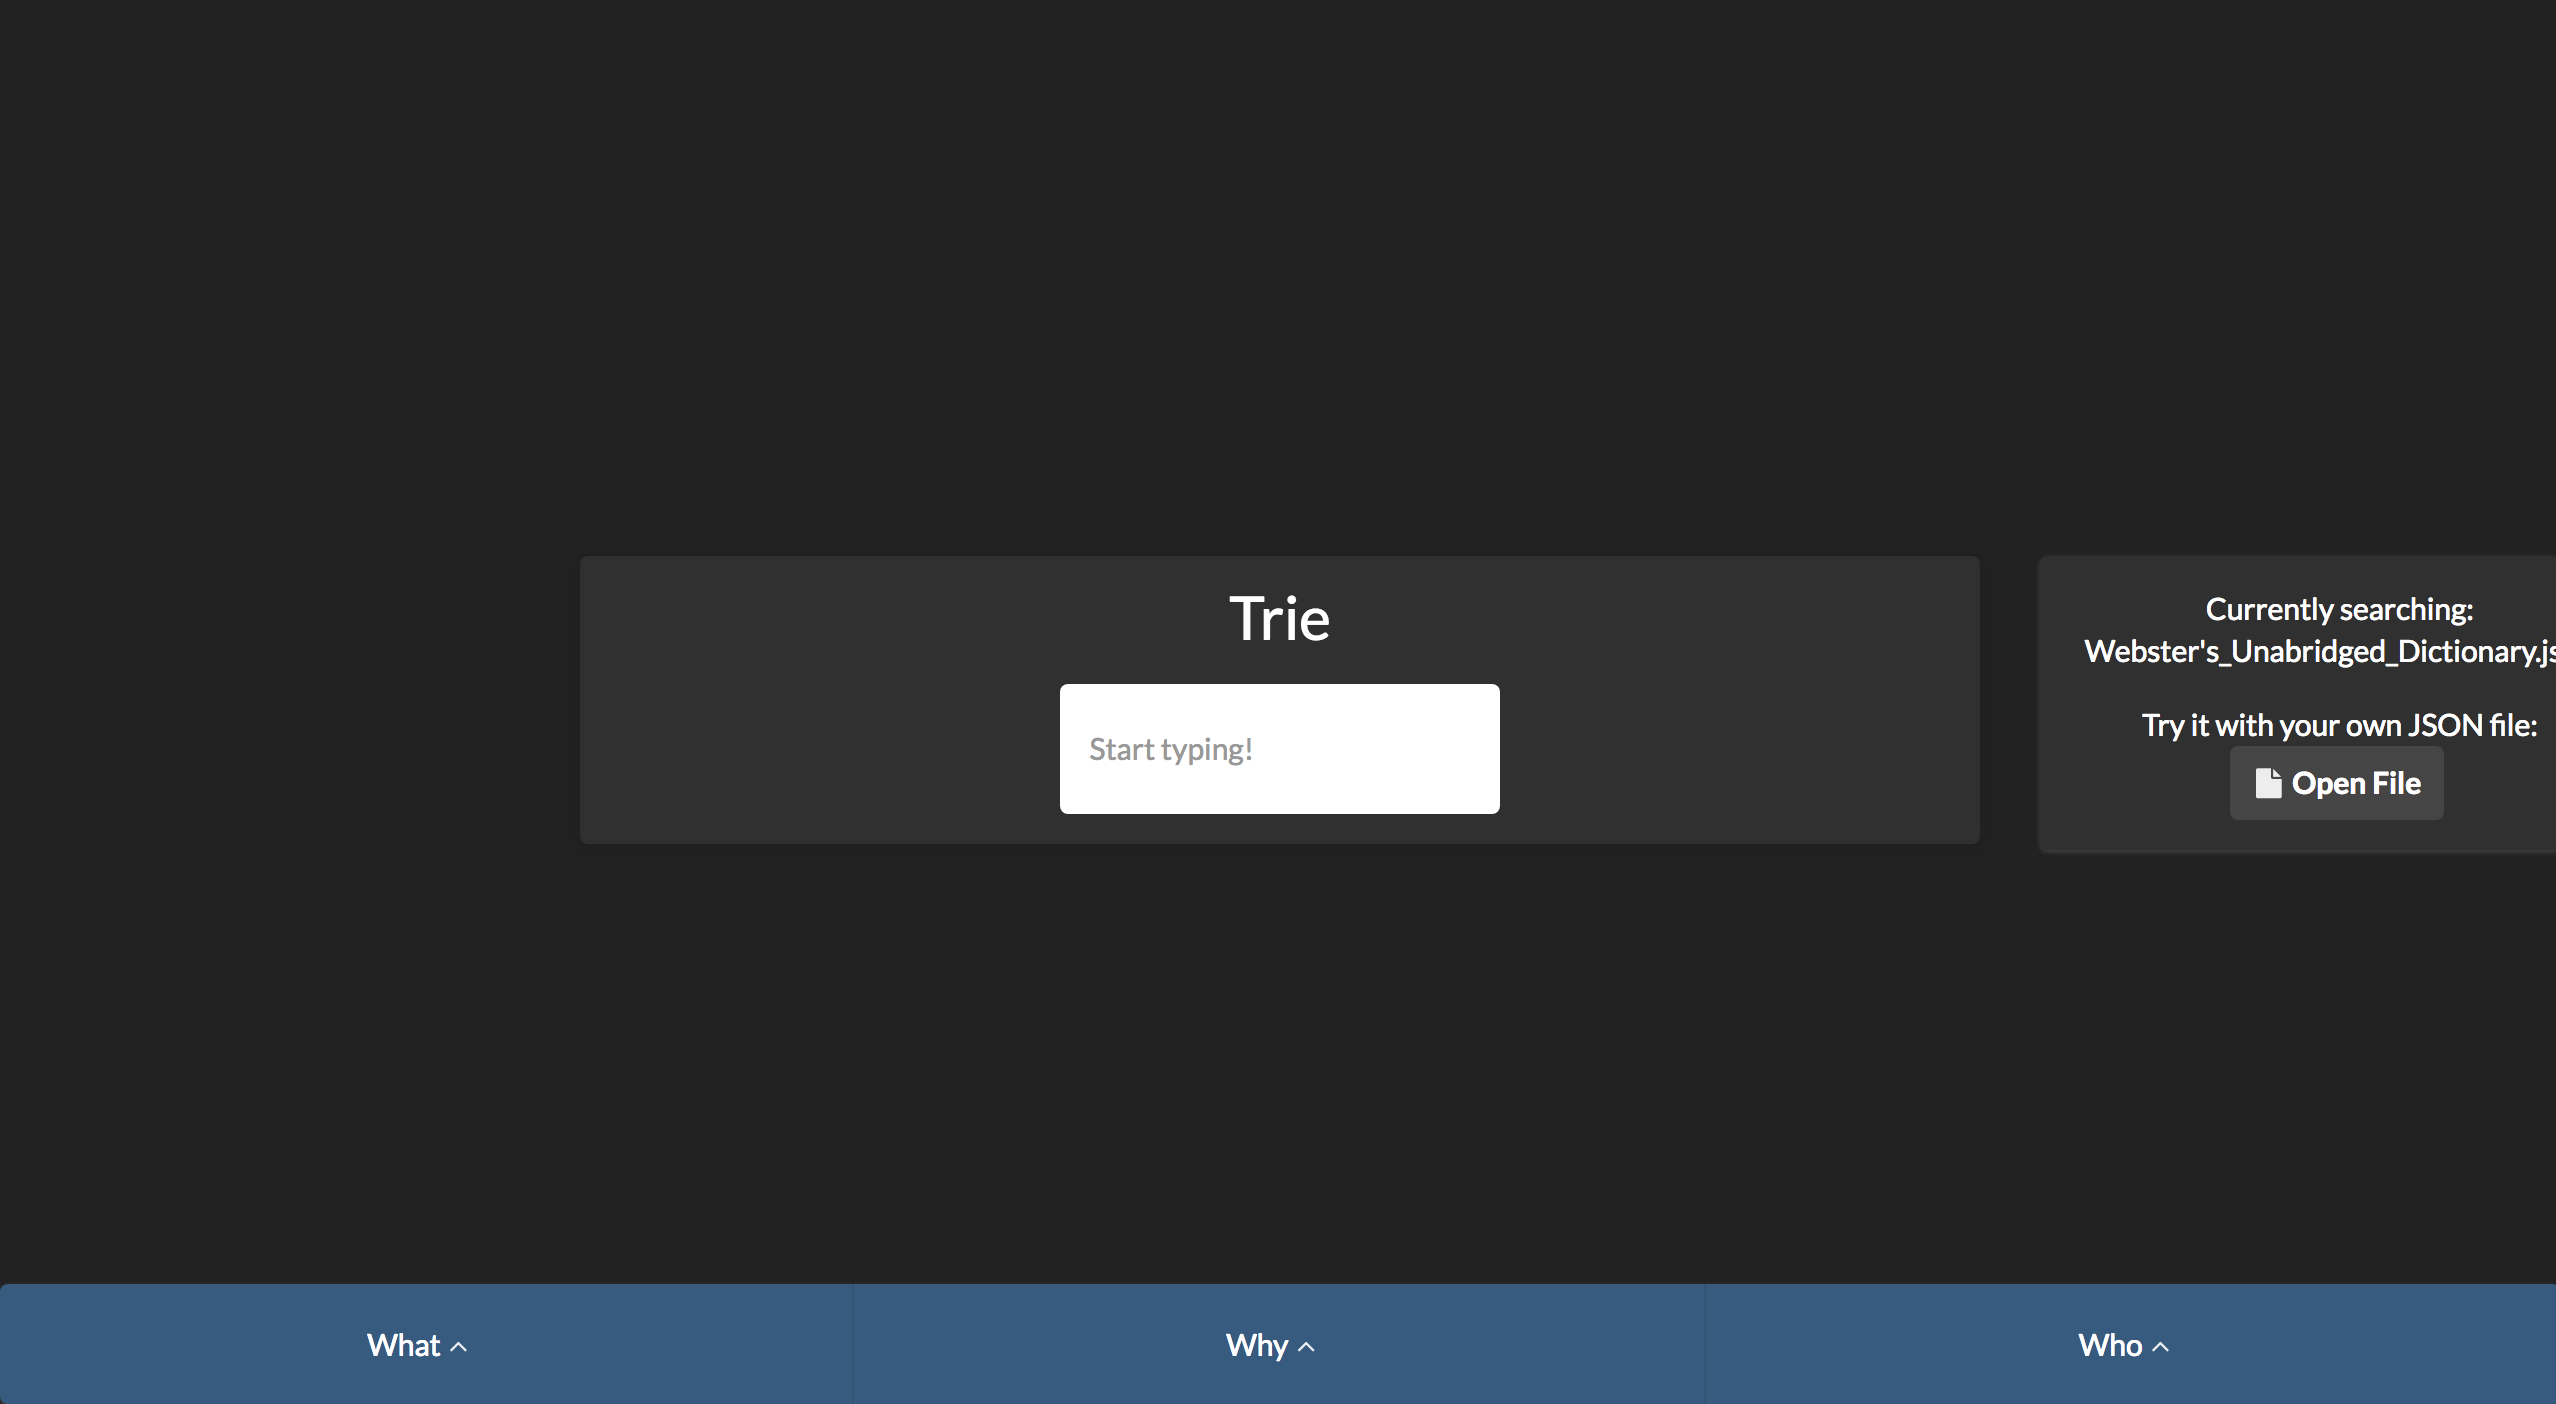 Trie
Start typing!
Currently searching:
Webster's_Unabridged_Dictionary.js
Try it with your own JSON file:
Open File
What
Why
Who